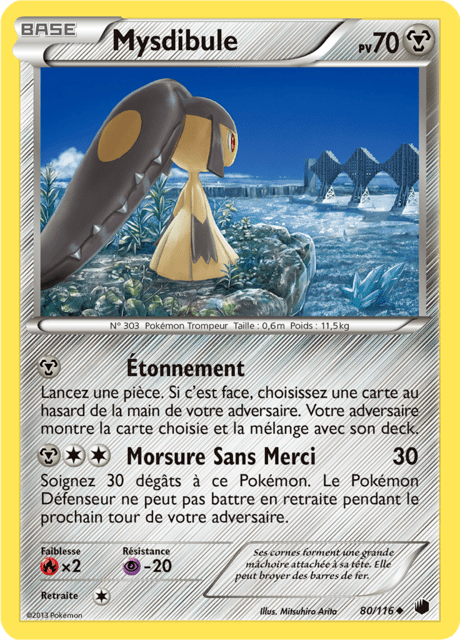 BASE
Mysdibule
PV70
N° 303 Pokémon Trompeur Taille : 0,6m Poids : 11,5kg
Étonnement
Lancez une pièce. Si c'est face, choisissez une carte au
hasard de la main de votre adversaire. Votre adversaire
montre la carte choisie et la mélange avec son deck.
Morsure Sans Merci 30
Soignez 30 dégâts à ce Pokémon. Le Pokémon
Défenseur ne peut pas battre en retraite pendant le
prochain tour de votre adversaire.
Faiblesse
×2
Résistance
-20
Retraite
Ses cornes forment une grande
mâchoire attachée à sa tête. Elle
peut broyer des barres de fer.
©2013 Pokémon
Illus. Mitsuhiro Arita
80/116